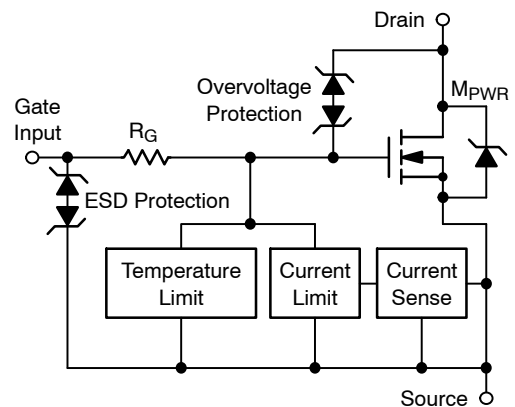 Drain
Overvoltage
Protection
MPWR
Gate
Input
RG
ESD Protection
Temperature
Limit
Current
Limit
Current
Sense
Source